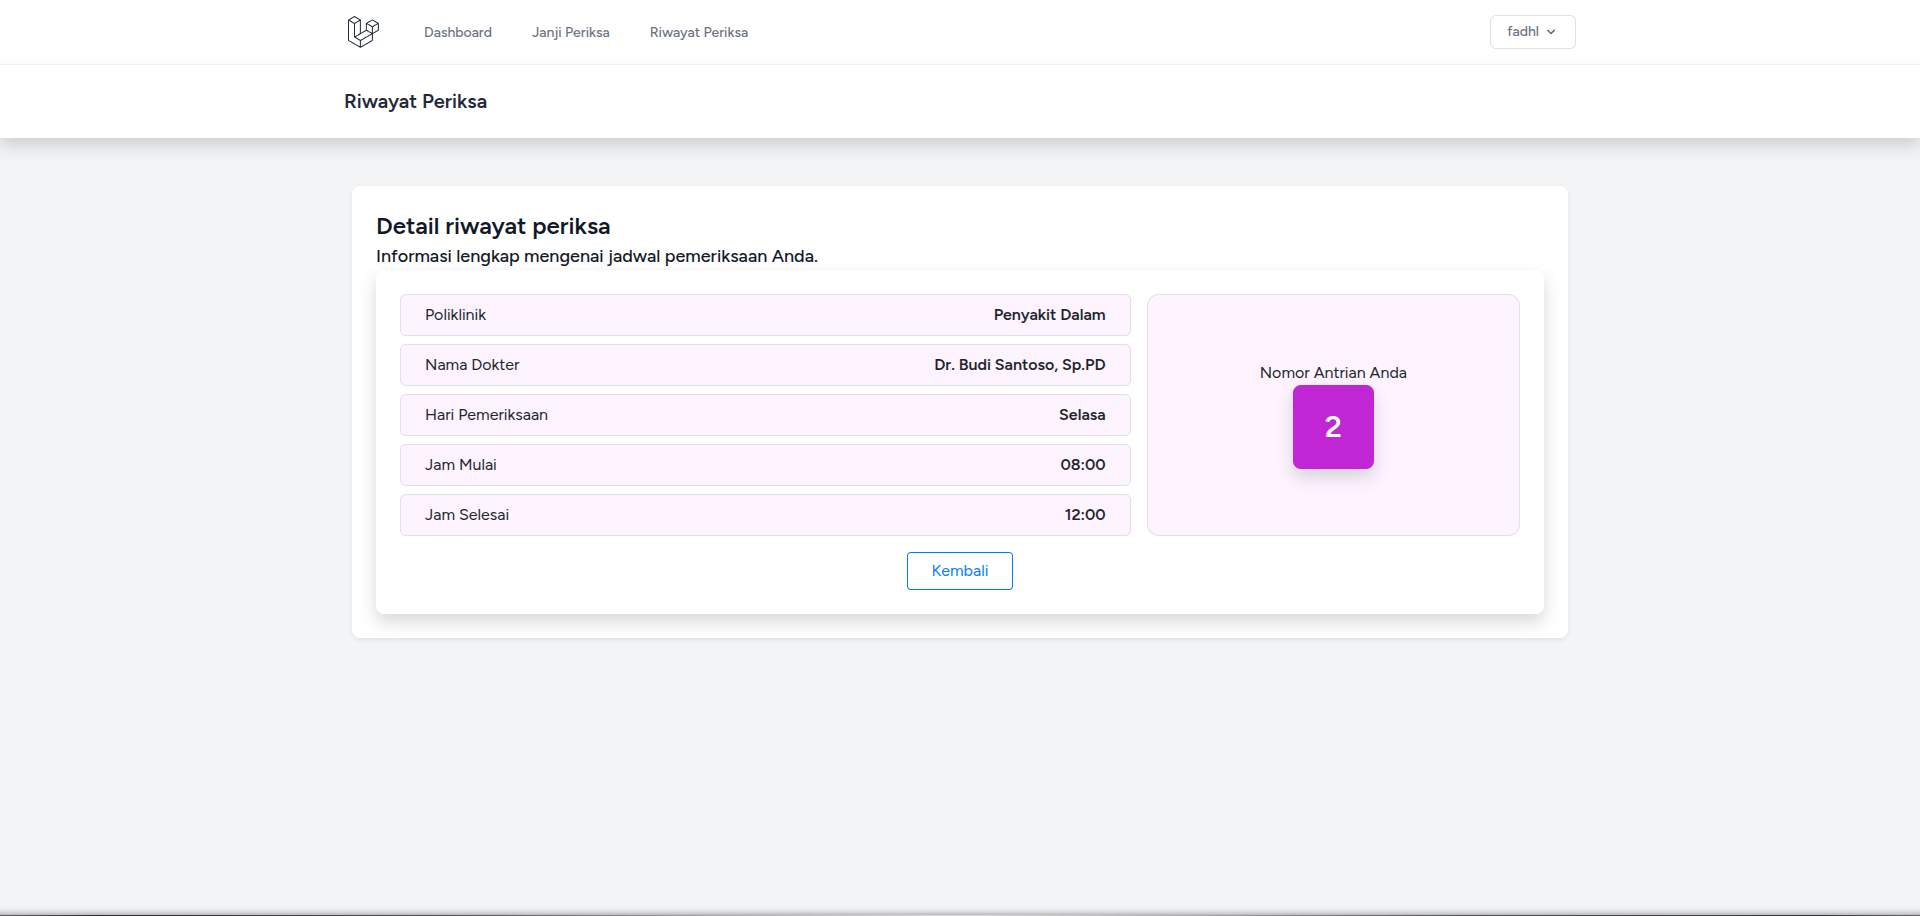 Dashboard Janji Periksa Riwayat Periksa fadhl
Riwayat Periksa
Detail riwayat periksa
Informasi lengkap mengenai jadwal pemeriksaan Anda.
Poliklinik Penyakit Dalam
Nama Dokter Dr. Budi Santoso, Sp.PD
Hari Pemeriksaan Selasa
Jam Mulai 08:00
Jam Selesai 12:00
Nomor Antrian Anda
2
Kembali